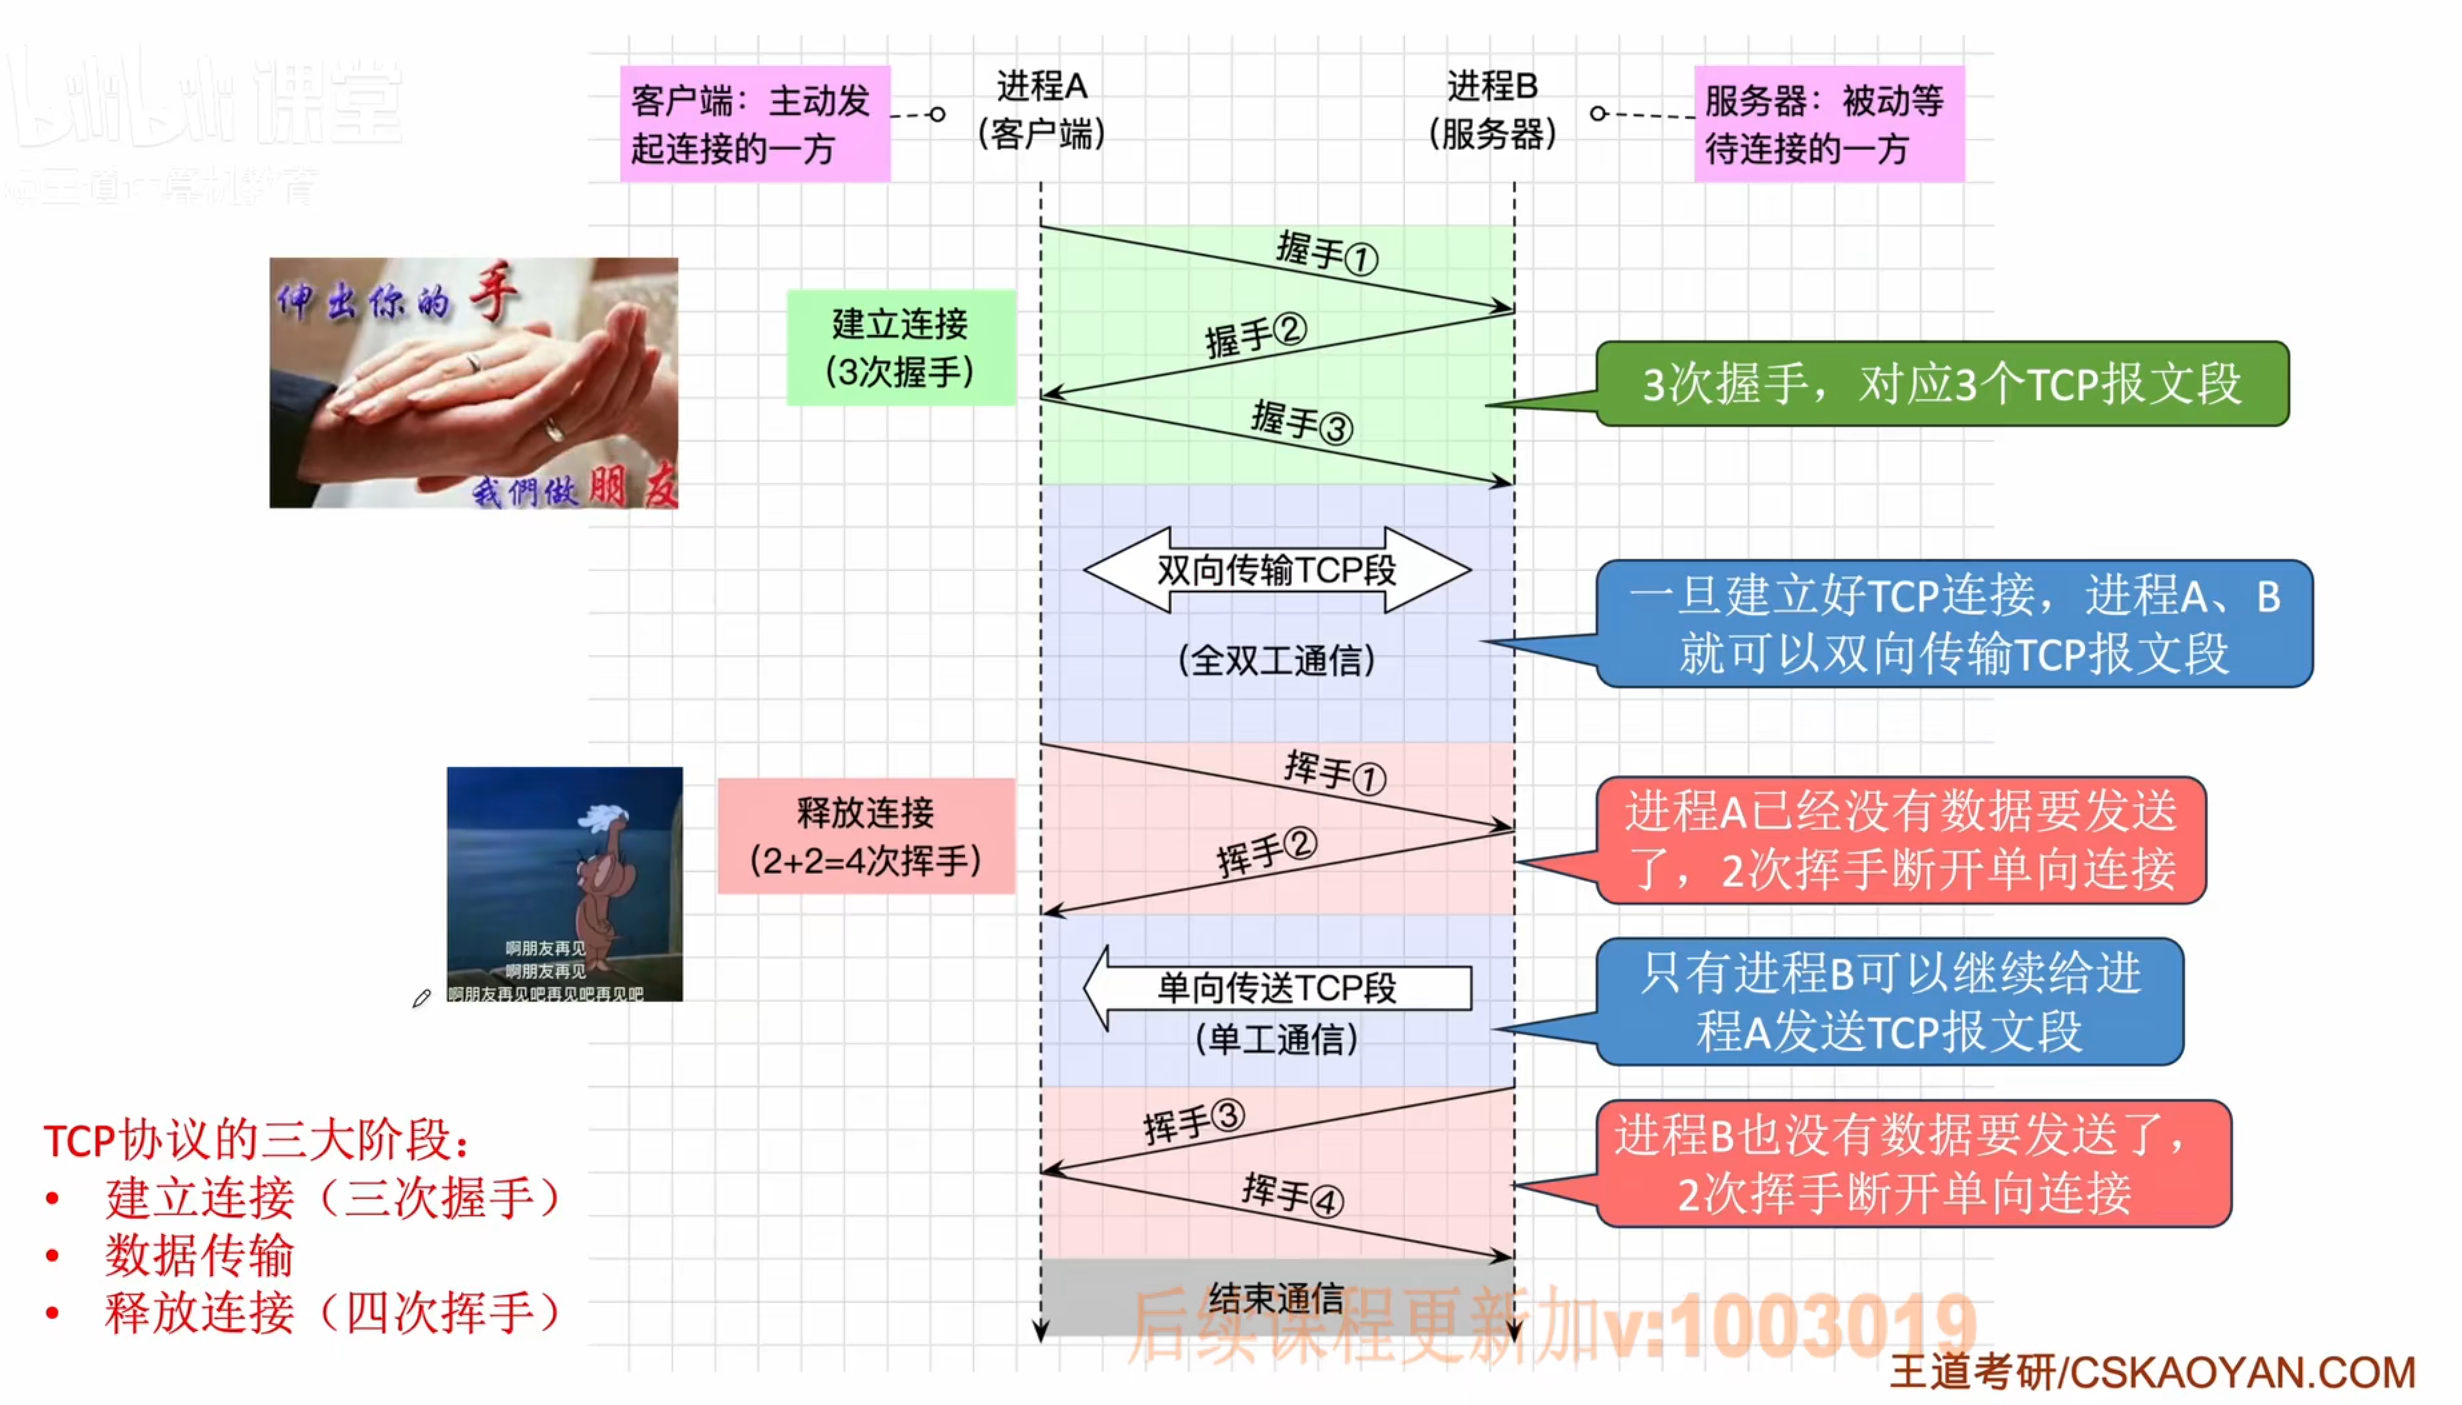 bilibili 课堂
王道计算机教育
客户端：主动发
起连接的一方
进程A
（客户端）
进程B
（服务器）
服务器：被动等
待连接的一方
伸出你的手
我們做朋友
建立连接
（3次握手）
握手①
握手②
握手③
3次握手，对应3个TCP报文段
双向传输TCP段
（全双工通信）
一旦建立好TCP连接，进程A、B
就可以双向传输TCP报文段
啊朋友再见
啊朋友再见
啊朋友再见吧再见吧再见吧
释放连接
（2+2=4次挥手）
挥手①
挥手②
进程A已经没有数据要发送
了，2次挥手断开单向连接
单向传送TCP段
（单工通信）
只有进程B可以继续给进
程A发送TCP报文段
挥手③
挥手④
进程B也没有数据要发送了，
2次挥手断开单向连接
TCP协议的三大阶段：
• 建立连接（三次握手）
• 数据传输
• 释放连接（四次挥手）
结束通信
后续课程更新加v:1003019
王道考研/CSKAOYAN.COM